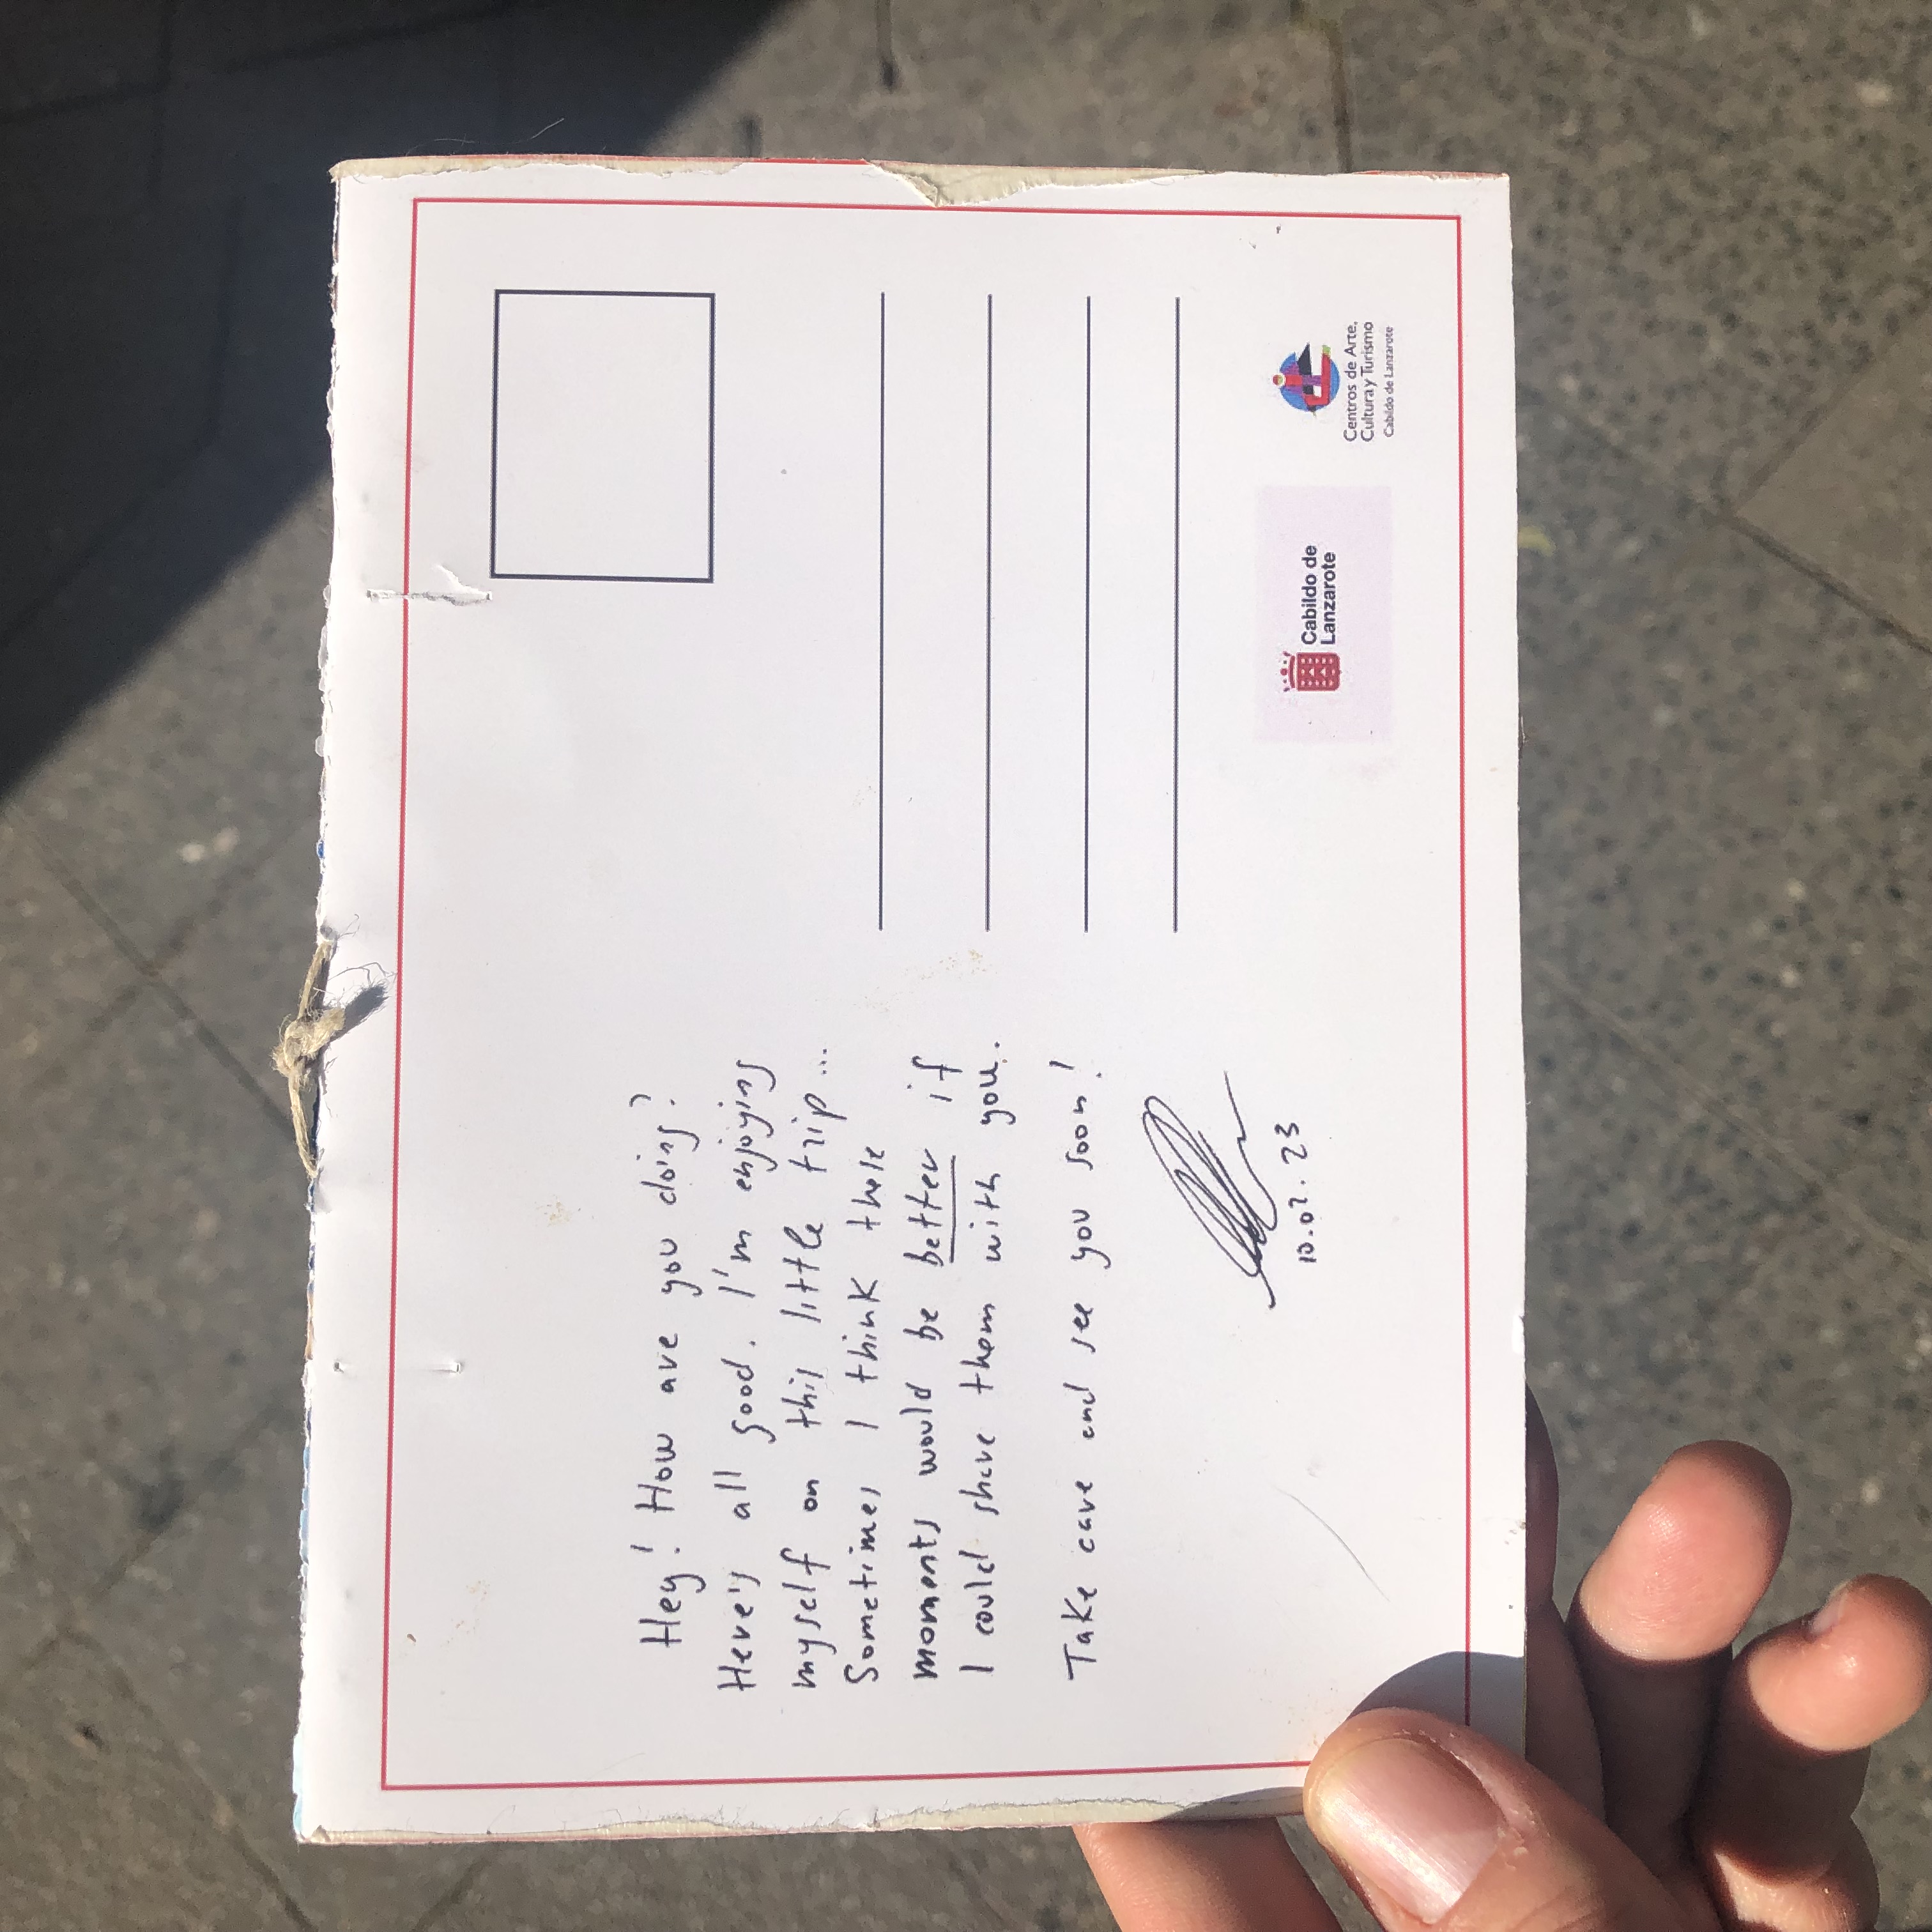 Hey! How are you doing?
Here's all good. I'm enjoying
myself on this little trip...
Sometimes I think these
moments would be better if
I could share them with you.
Take care and see you soon!
10.02.23
Cabildo de
Lanzarote
Centros de Arte,
Cultura y Turismo
Cabildo de Lanzarote